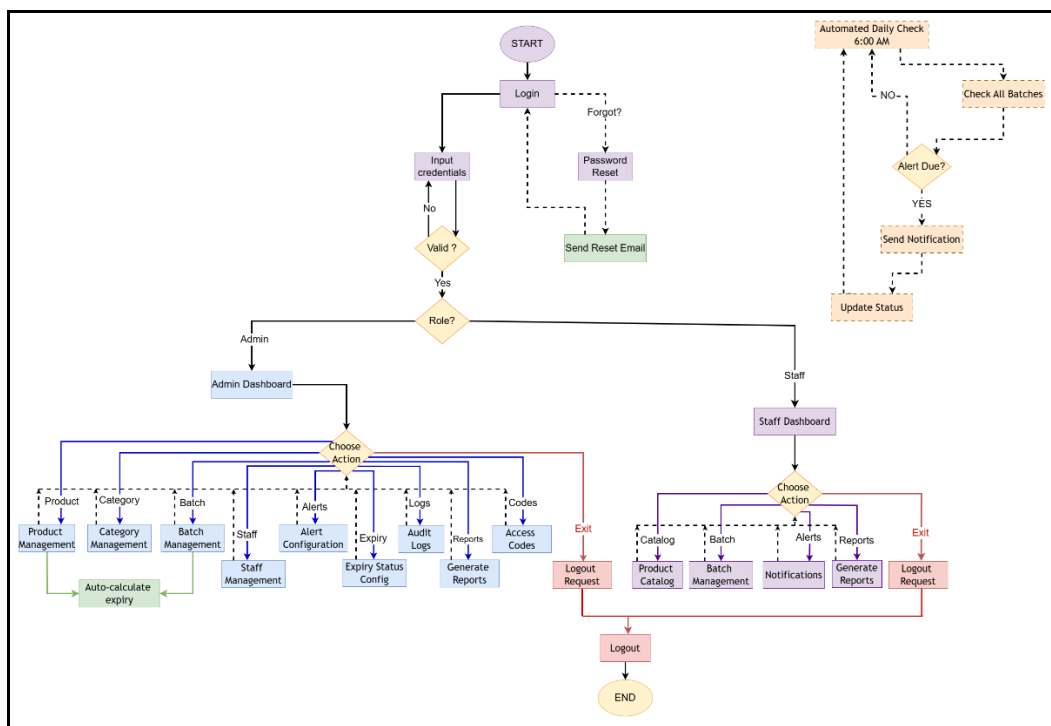 START
Automated Daily Check
6:00 AM
Login
NO
Check All Batches
Forgot?
Input
credentials
Password
Reset
Alert Due?
No
YES
Valid ?
Send Reset Email
Send Notification
Yes
Update Status
Role?
Admin
Staff
Admin Dashboard
Staff Dashboard
Choose
Action
Choose
Action
Product
Category
Batch
Staff
Alerts
Expiry
Logs
Reports
Codes
Exit
Catalog
Batch
Alerts
Reports
Exit
Product
Management
Category
Management
Batch
Management
Alert
Configuration
Audit
Logs
Access
Codes
Staff
Management
Expiry Status
Config
Generate
Reports
Logout
Request
Product
Catalog
Batch
Management
Notifications
Generate
Reports
Logout
Request
Auto-calculate
expiry
Logout
END